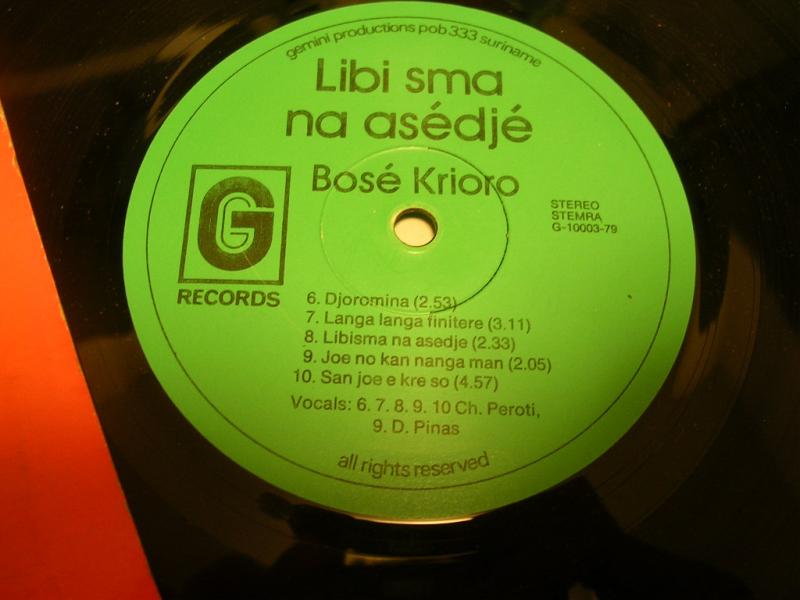 gemini productions pob 333 suriname
Libi sma
na asédjé
Bosé Krioro
STEREO
STEMRA
G-10003-79
G
RECORDS
6. Djoromina (2.53)
7. Langa langa finitere (3.11)
8. Libisma na asedje (2.33)
9. Joe no kan nanga man (2.05)
10. San joe e kre so (4.57)
Vocals: 6. 7. 8. 9. 10 Ch. Peroti,
9. D. Pinas
all rights reserved